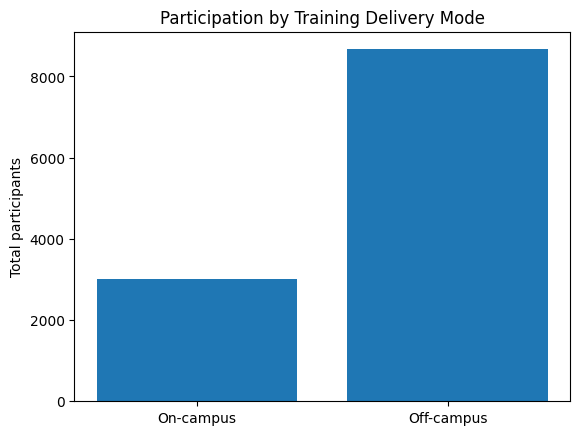 Participation by Training Delivery Mode
Total participants
8000
6000
4000
2000
0
On-campus
Off-campus